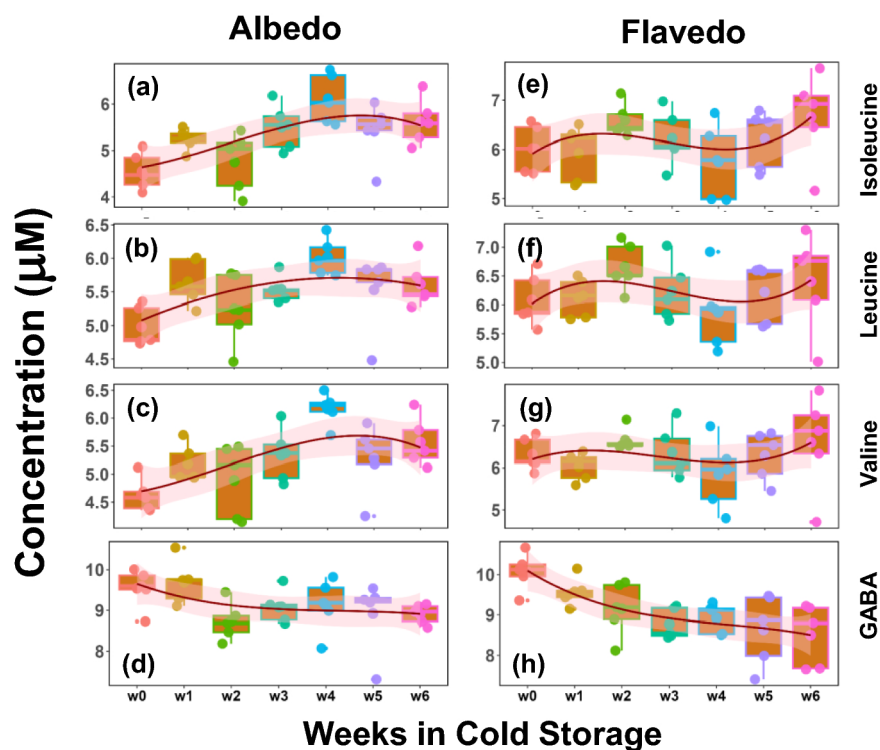 Albedo Flavedo
(a) (e)
6
5
4
7
6
5
Isoleucine
(b) (f)
6.5
6.0
5.5
5.0
4.5
7.0
6.5
6.0
5.5
5.0
Leucine
(c) (g)
6.5
6.0
5.5
5.0
4.5
7
6
5
Valine
(d) (h)
10
9
8
10
9
8
GABA
Concentration (μM)
w0 w1 w2 w3 w4 w5 w6 w0 w1 w2 w3 w4 w5 w6
Weeks in Cold Storage